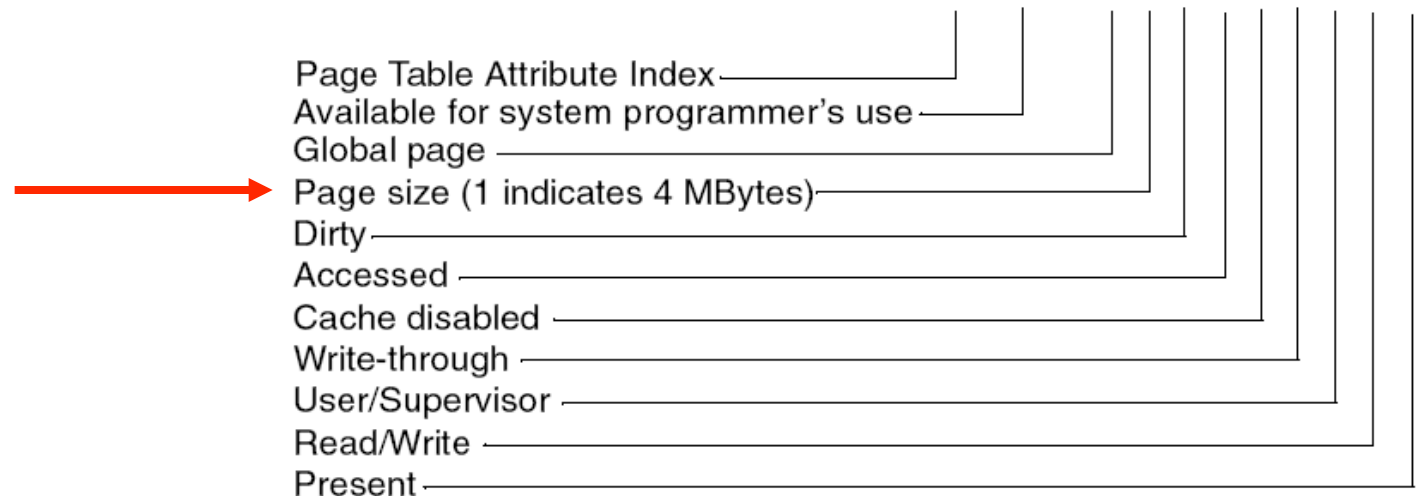 Page Table Attribute Index
Available for system programmer's use
Global page
Page size (1 indicates 4 MBytes)
Dirty
Accessed
Cache disabled
Write-through
User/Supervisor
Read/Write
Present